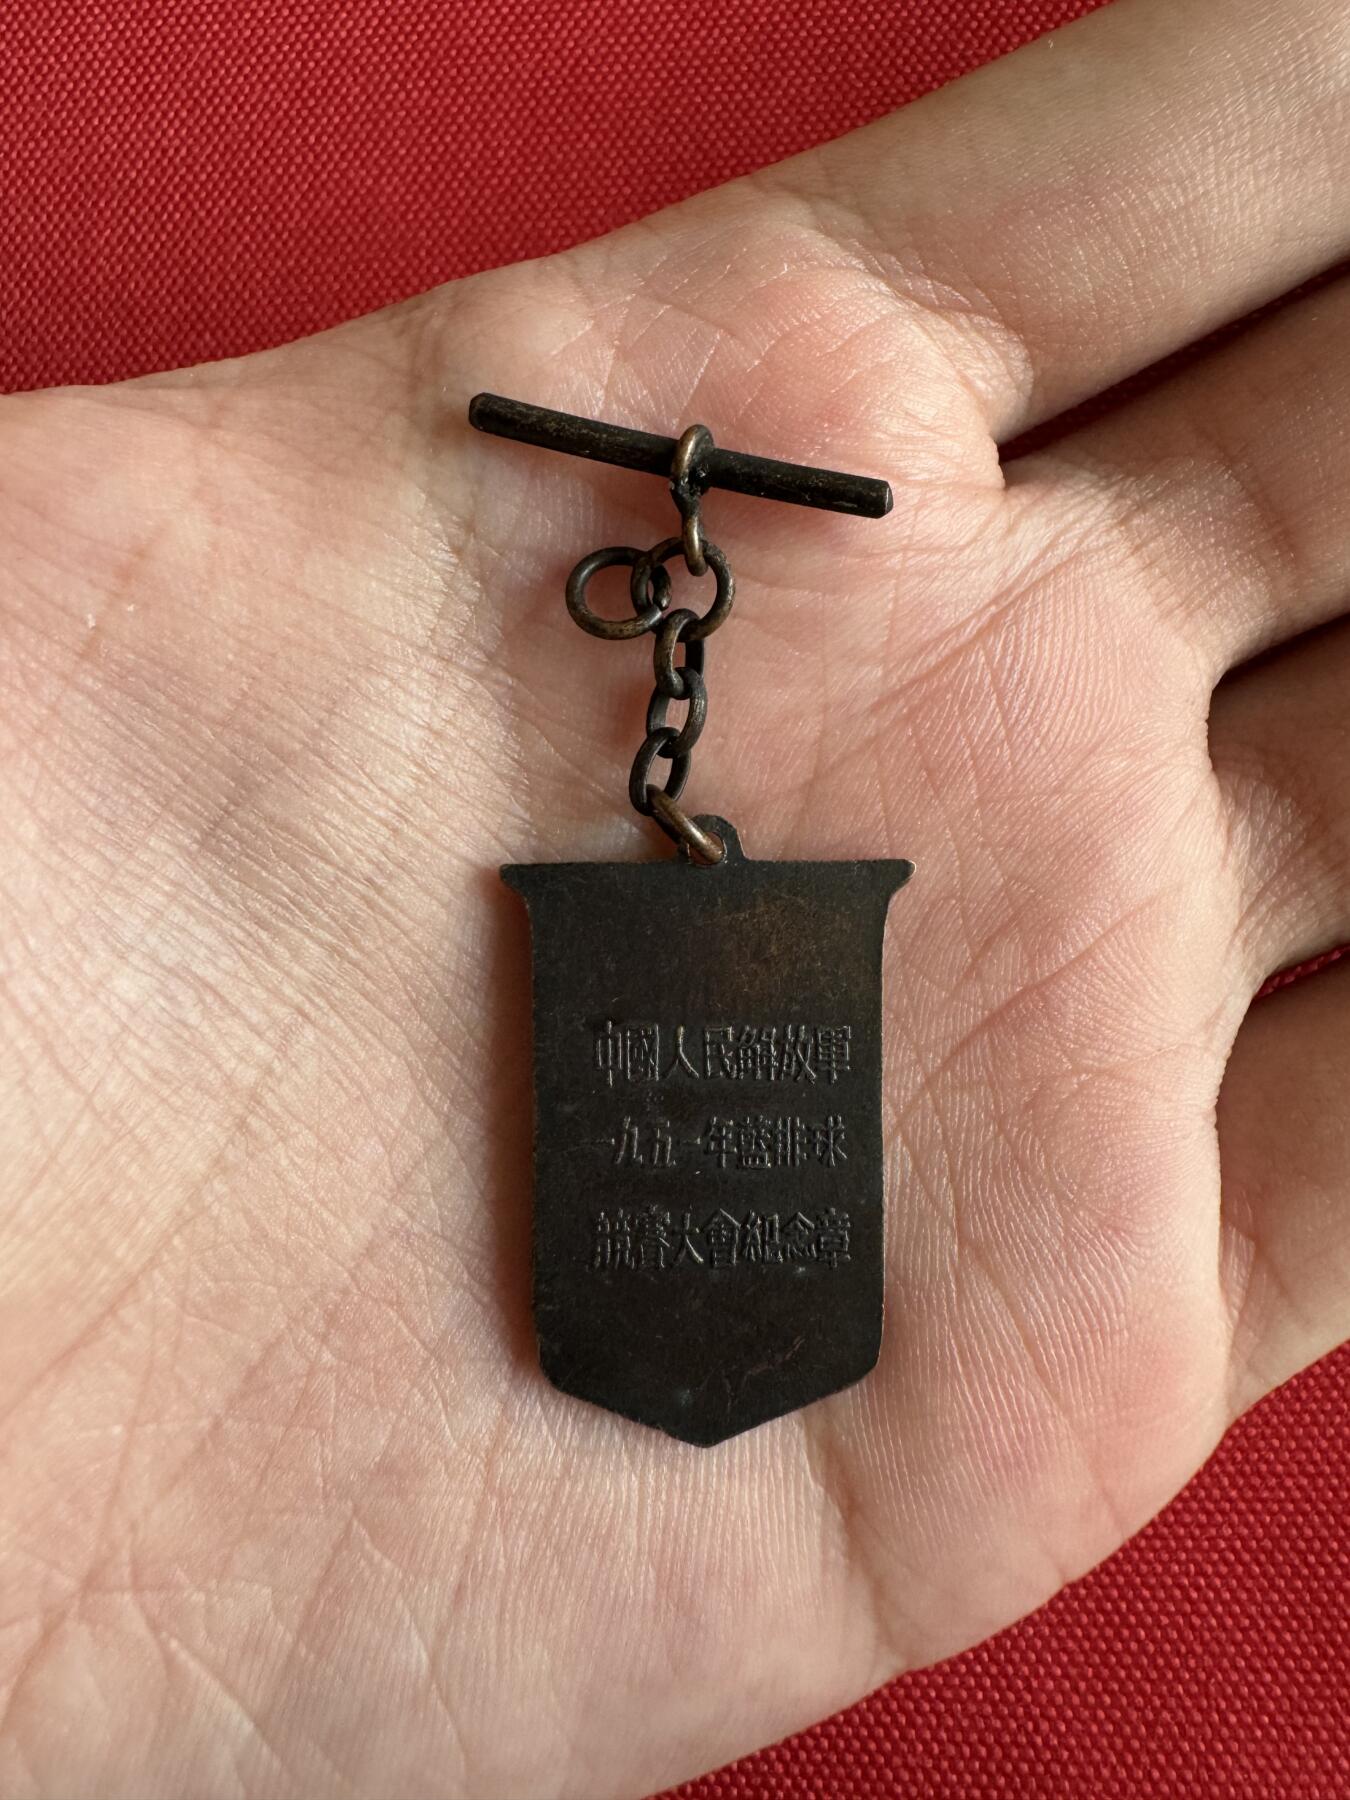 中國人民解放軍
一九五一年籃排球
競賽大會紀念章